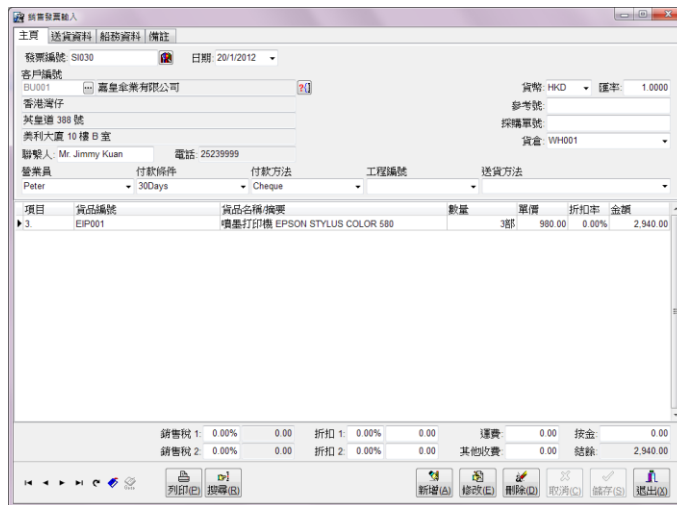 銷售發票輸入
主頁 送貨資料 船務資料 備註
發票編號: SI030 日期: 20/1/2012
客戶編號
BU001 ... 嘉皇傘業有限公司 貨幣: HKD 匯率: 1.0000
香港灣仔 參考號:
英皇道 388 號 採購單號:
美利大廈 10 樓 B 室 貨倉: WH001
聯繫人: Mr. Jimmy Kuan 電話: 25239999
營業員 付款條件 付款方法 工程編號 送貨方法
Peter 30Days Cheque
項目 貨品編號 貨品名稱/摘要 數量 單價 折扣率 金額
3. EIP001 噴墨打印機 EPSON STYLUS COLOR 580 3部 980.00 0.00% 2,940.00
銷售稅 1: 0.00% 0.00 折扣 1: 0.00% 0.00 運費: 0.00 按金: 0.00
銷售稅 2: 0.00% 0.00 折扣 2: 0.00% 0.00 其他收費: 0.00 結餘: 2,940.00
列印(P) 搜尋(R) 新增(A) 修改(E) 刪除(D) 取消(C) 儲存(S) 退出(X)